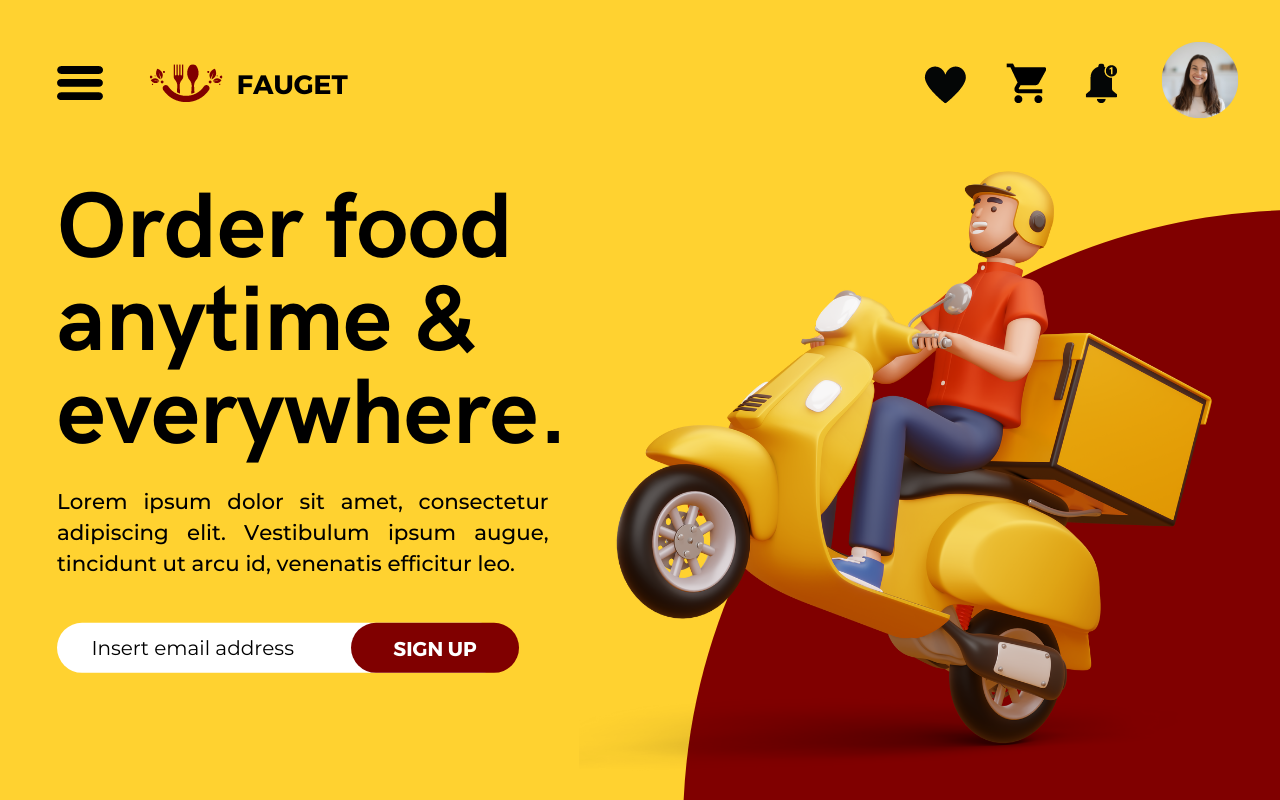 FAUGET
1
Order food
anytime &
everywhere.
Lorem ipsum dolor sit amet, consectetur
adipiscing elit. Vestibulum ipsum augue,
tincidunt ut arcu id, venenatis efficitur leo.
Insert email address
SIGN UP